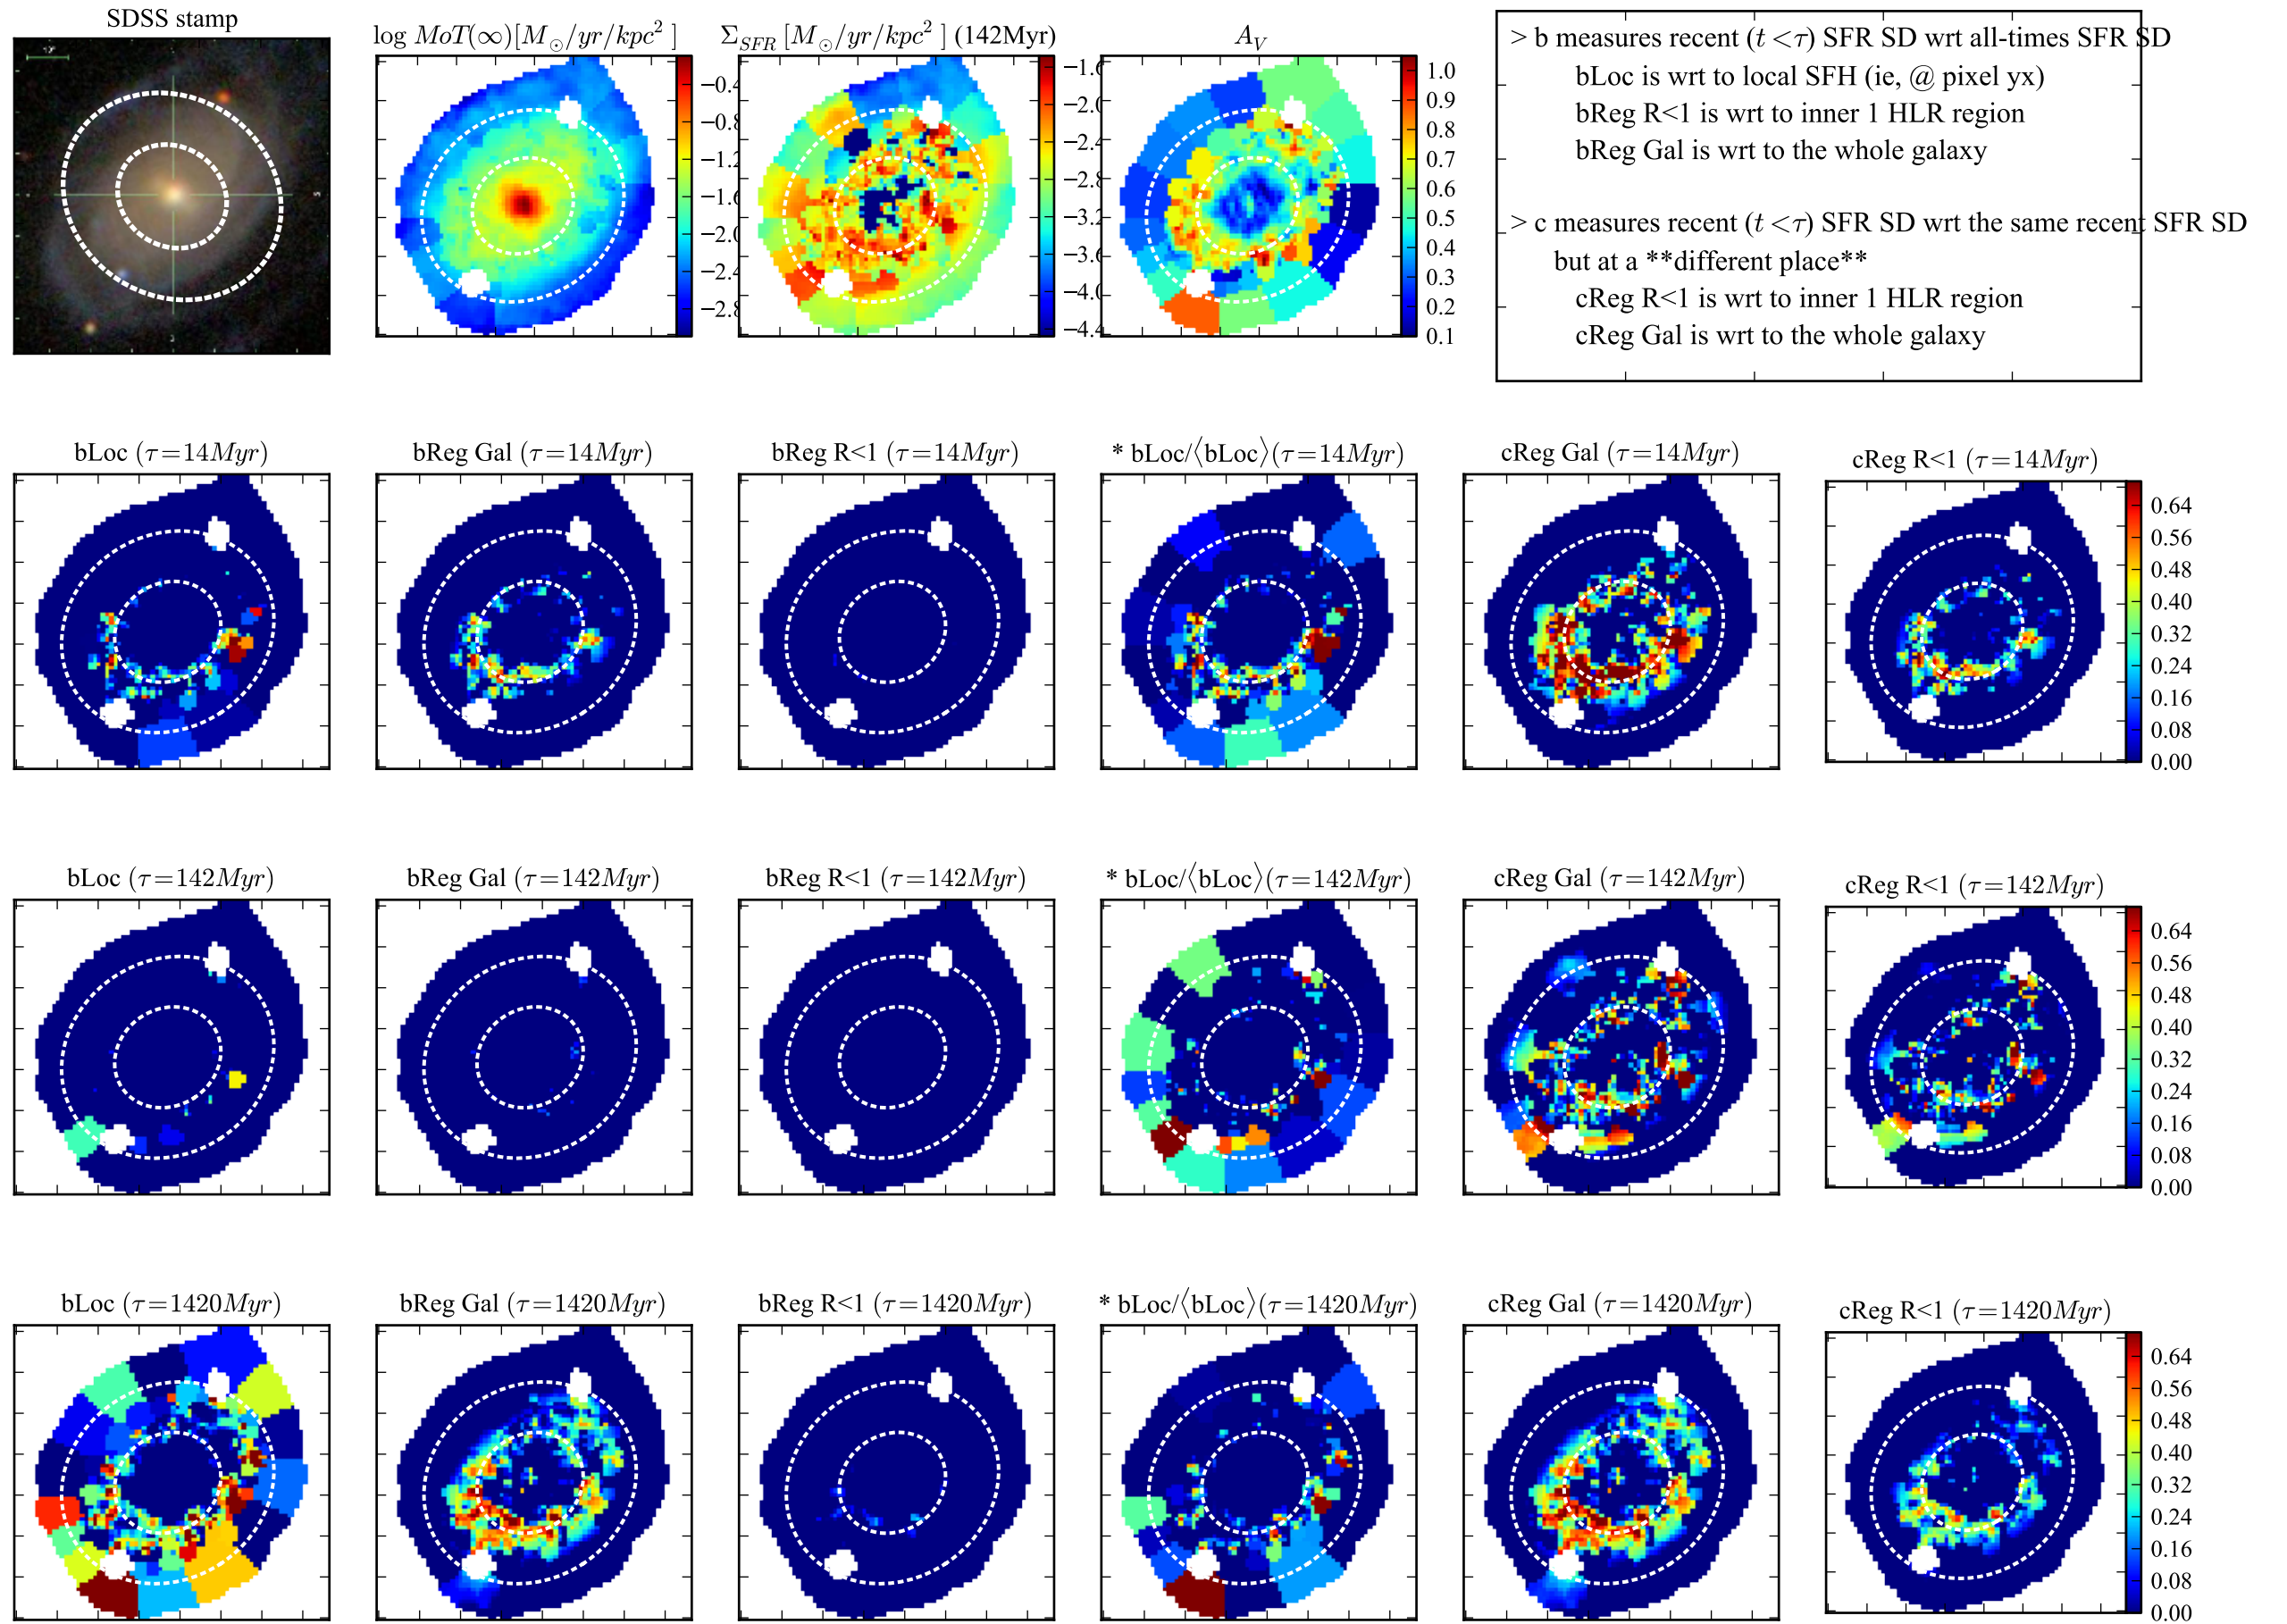 SDSS stamp
log MoT(∞)[M⊙/yr/kpc² ]
Σ_SFR [M⊙/yr/kpc² ] (142Myr)
A_V
−0.4
−0.8
−1.2
−1.6
−2.0
−2.4
−2.8
−1.6
−2.0
−2.4
−2.8
−3.2
−3.6
−4.0
−4.4
1.0
0.9
0.8
0.7
0.6
0.5
0.4
0.3
0.2
0.1
> b measures recent (t <τ) SFR SD wrt all-times SFR SD
bLoc is wrt to local SFH (ie, @ pixel yx)
bReg R<1 is wrt to inner 1 HLR region
bReg Gal is wrt to the whole galaxy
> c measures recent (t <τ) SFR SD wrt the same recent SFR SD
but at a **different place**
cReg R<1 is wrt to inner 1 HLR region
cReg Gal is wrt to the whole galaxy
bLoc (τ=14Myr)
bReg Gal (τ=14Myr)
bReg R<1 (τ=14Myr)
* bLoc/⟨bLoc⟩(τ=14Myr)
cReg Gal (τ=14Myr)
cReg R<1 (τ=14Myr)
0.64
0.56
0.48
0.40
0.32
0.24
0.16
0.08
0.00
bLoc (τ=142Myr)
bReg Gal (τ=142Myr)
bReg R<1 (τ=142Myr)
* bLoc/⟨bLoc⟩(τ=142Myr)
cReg Gal (τ=142Myr)
cReg R<1 (τ=142Myr)
0.64
0.56
0.48
0.40
0.32
0.24
0.16
0.08
0.00
bLoc (τ=1420Myr)
bReg Gal (τ=1420Myr)
bReg R<1 (τ=1420Myr)
* bLoc/⟨bLoc⟩(τ=1420Myr)
cReg Gal (τ=1420Myr)
cReg R<1 (τ=1420Myr)
0.64
0.56
0.48
0.40
0.32
0.24
0.16
0.08
0.00